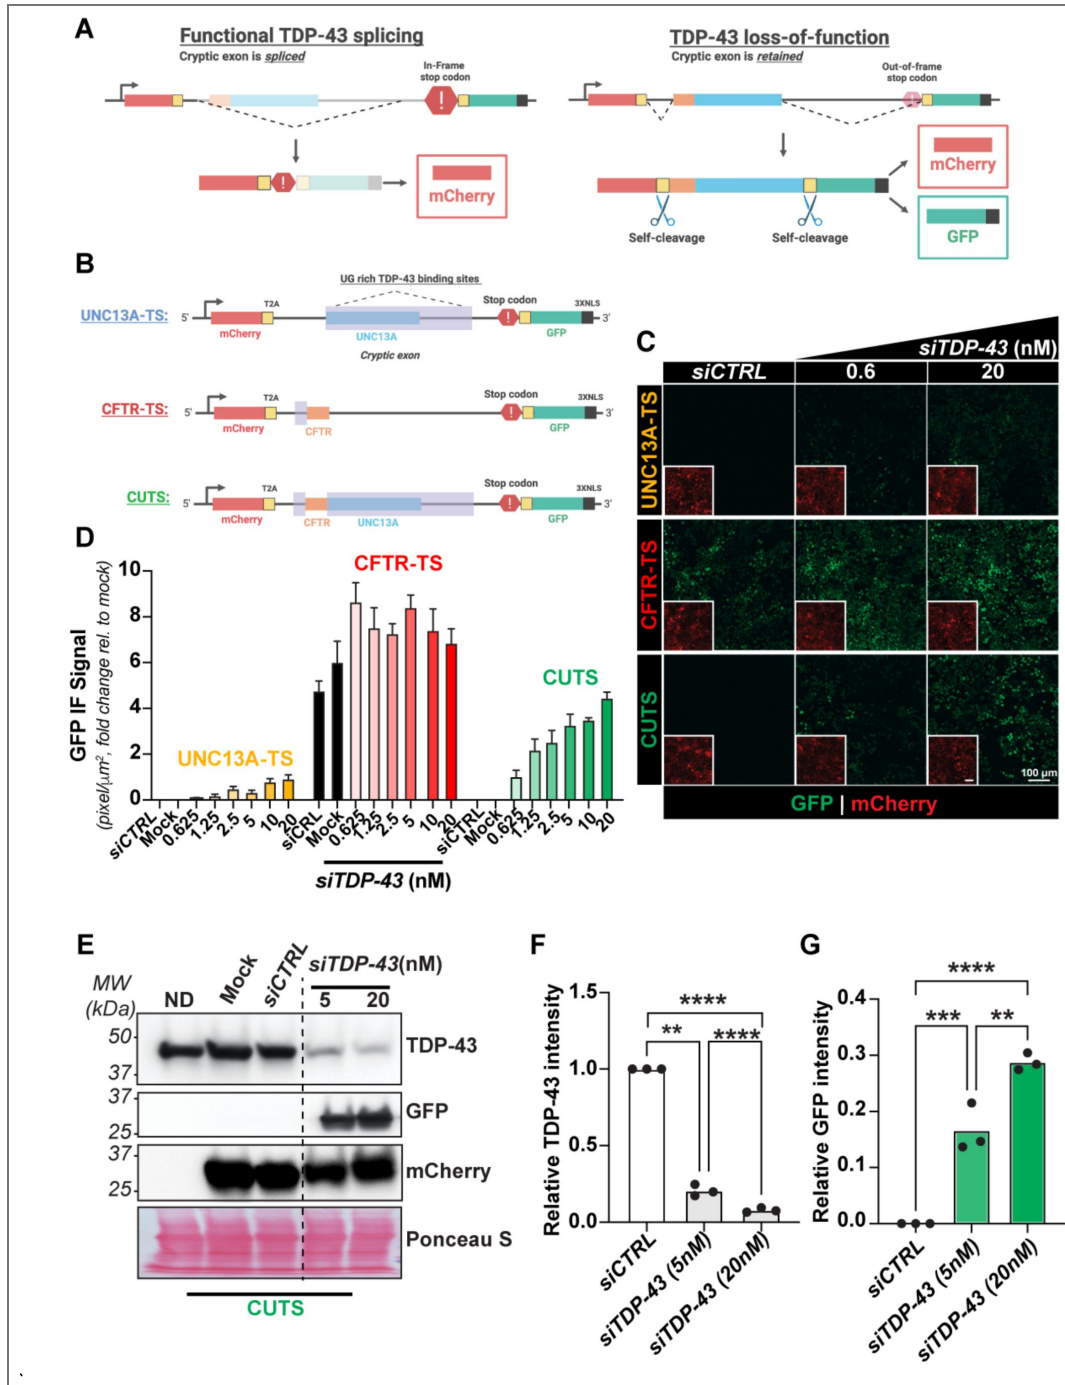 A
Functional TDP-43 splicing
Cryptic exon is spliced
In-Frame
stop codon
!
!
mCherry
TDP-43 loss-of-function
Cryptic exon is retained
Out-of-frame
stop codon
!
Self-cleavage
Self-cleavage
mCherry
GFP
B
UG rich TDP-43 binding sites
UNC13A-TS:
5'
T2A
mCherry
UNC13A
Cryptic exon
Stop codon
!
3XNLS
GFP
3'
CFTR-TS:
5'
T2A
mCherry
CFTR
Stop codon
!
3XNLS
GFP
3'
CUTS:
5'
T2A
mCherry
CFTR
UNC13A
Stop codon
!
3XNLS
GFP
3'
C
siTDP-43 (nM)
siCTRL 0.6 20
UNC13A-TS
CFTR-TS
CUTS
100 µm
GFP | mCherry
D
GFP IF Signal
(pixel/µm², fold change rel. to mock)
10
8
6
4
2
0
UNC13A-TS
CFTR-TS
CUTS
siCTRL Mock 0.625 1.25 2.5 5 10 20 siCRL Mock 0.625 1.25 2.5 5 10 20 siCTRL Mock 0.625 1.25 2.5 5 10 20
siTDP-43 (nM)
E
MW
(kDa)
ND Mock siCTRL siTDP-43(nM)
5 20
50
37
TDP-43
25
GFP
37
25
mCherry
Ponceau S
CUTS
F
Relative TDP-43 intensity
1.5
1.0
0.5
0.0
****
** ****
siCTRL
siTDP-43 (5nM)
siTDP-43 (20nM)
G
Relative GFP intensity
0.4
0.3
0.2
0.1
0.0
****
*** **
siCTRL
siTDP-43 (5nM)
siTDP-43 (20nM)